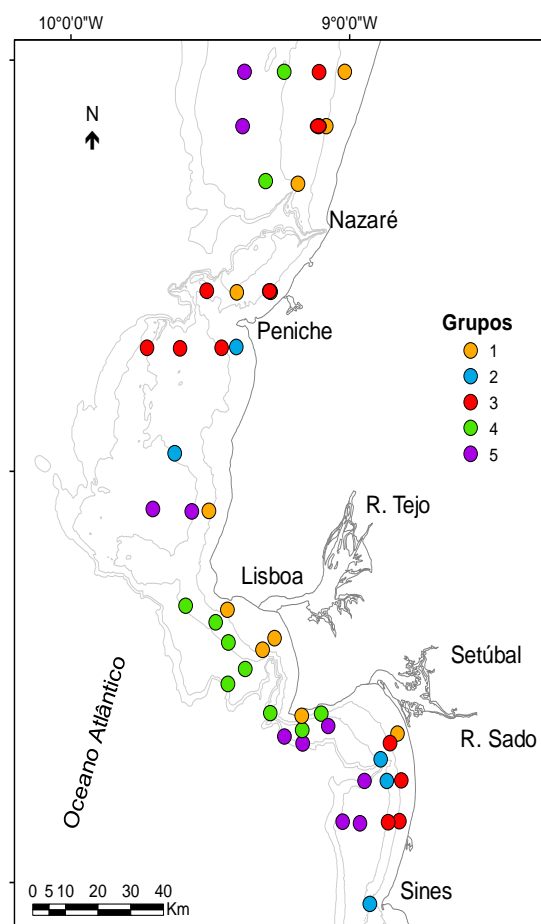 10°0'0"W 9°0'0"W
N
Nazaré
Peniche
Grupos
1
2
3
4
5
R. Tejo
Lisboa
Setúbal
Oceano Atlântico
R. Sado
Sines
0 5 10 20 30 40
Km